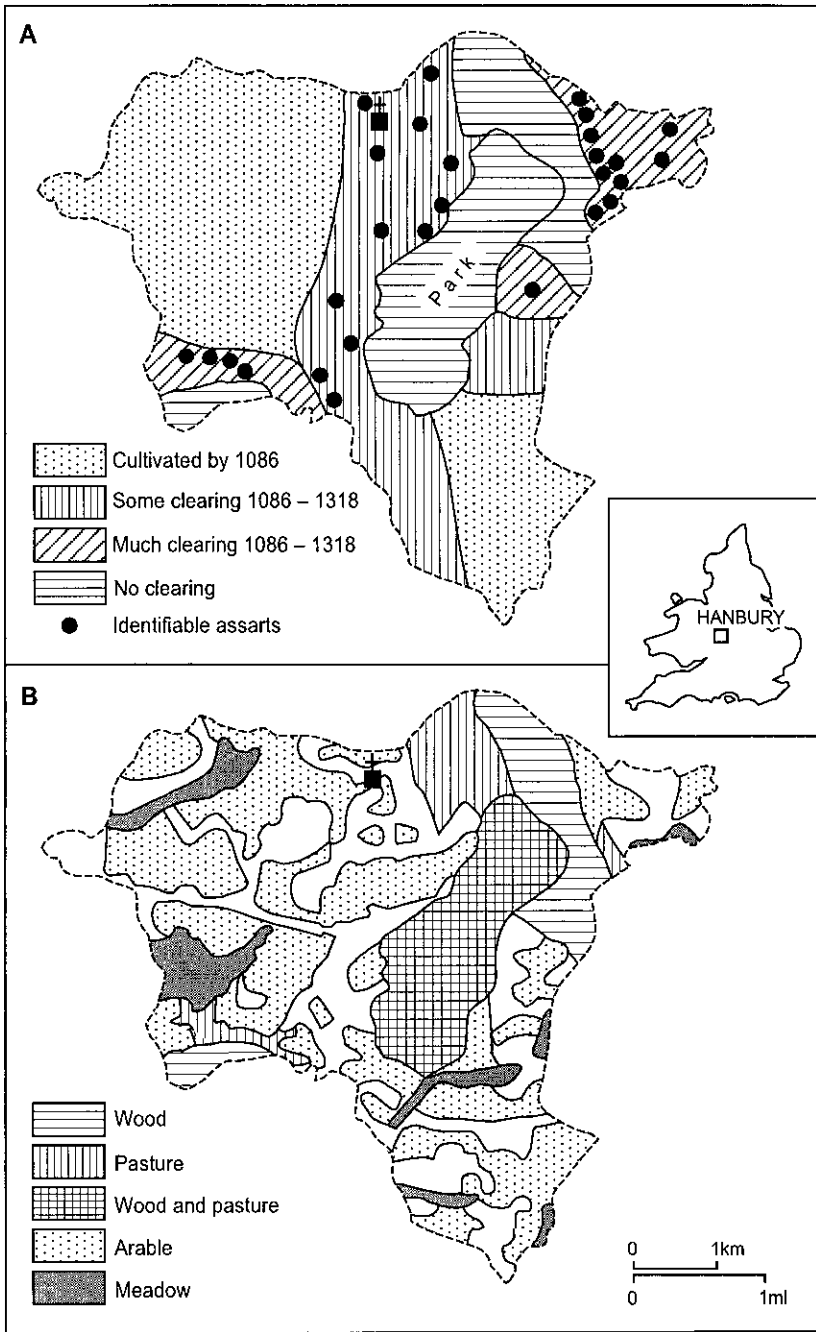 A
Park
Cultivated by 1086
Some clearing 1086 – 1318
Much clearing 1086 – 1318
No clearing
Identifiable assarts
HANBURY
B
Wood
Pasture
Wood and pasture
Arable
Meadow
0 1km
0 1ml